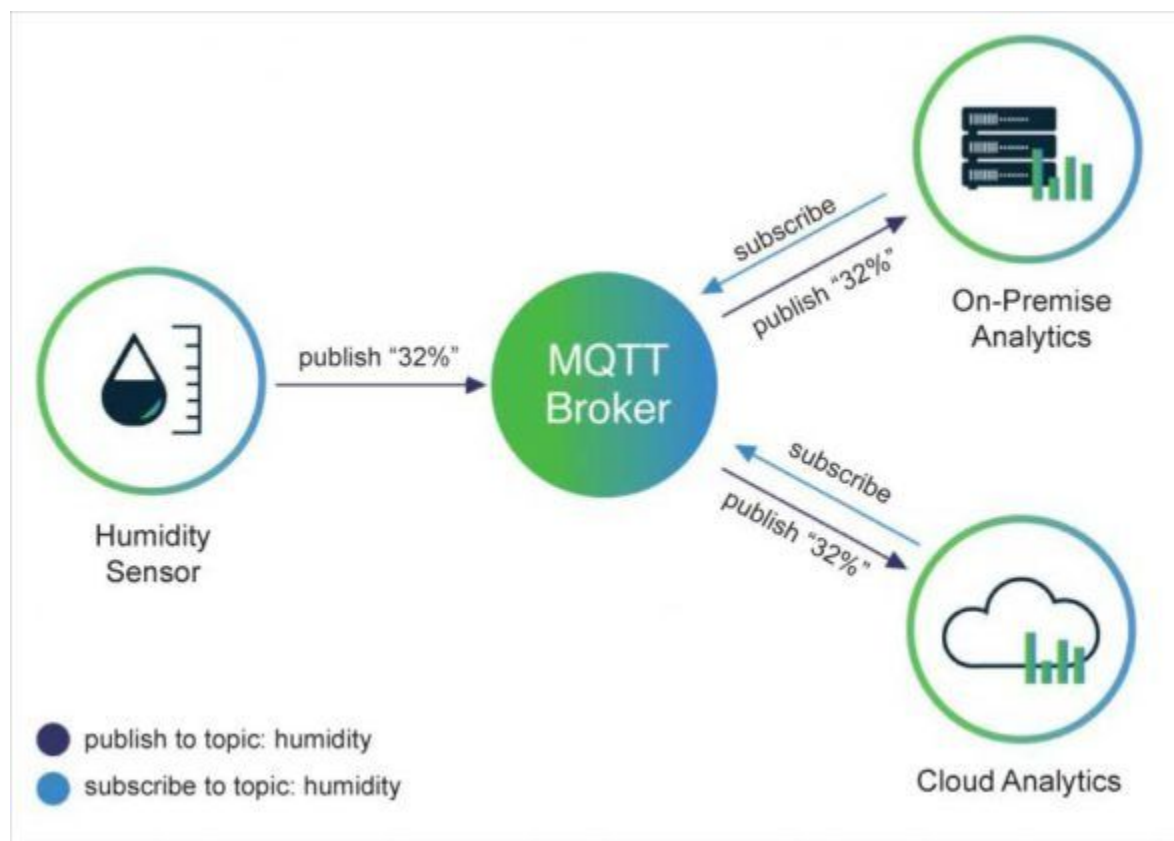 subscribe
publish “32%”
On-Premise
Analytics
publish “32%”
MQTT
Broker
subscribe
publish “32%”
Humidity
Sensor
Cloud Analytics
publish to topic: humidity
subscribe to topic: humidity